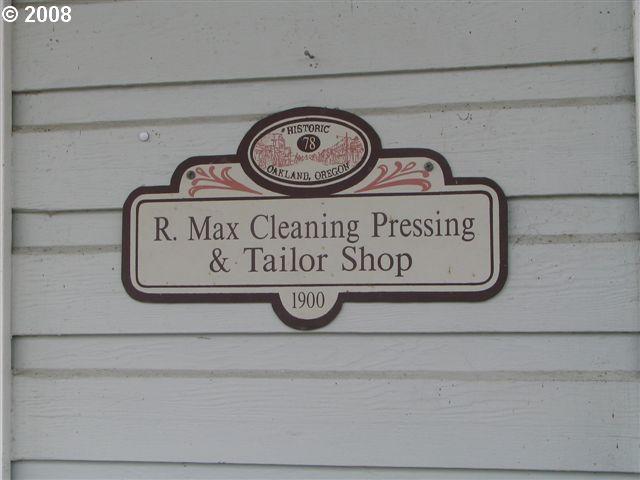 © 2008
HISTORIC
78
OAKLAND, OREGON
R. Max Cleaning Pressing
& Tailor Shop
1900